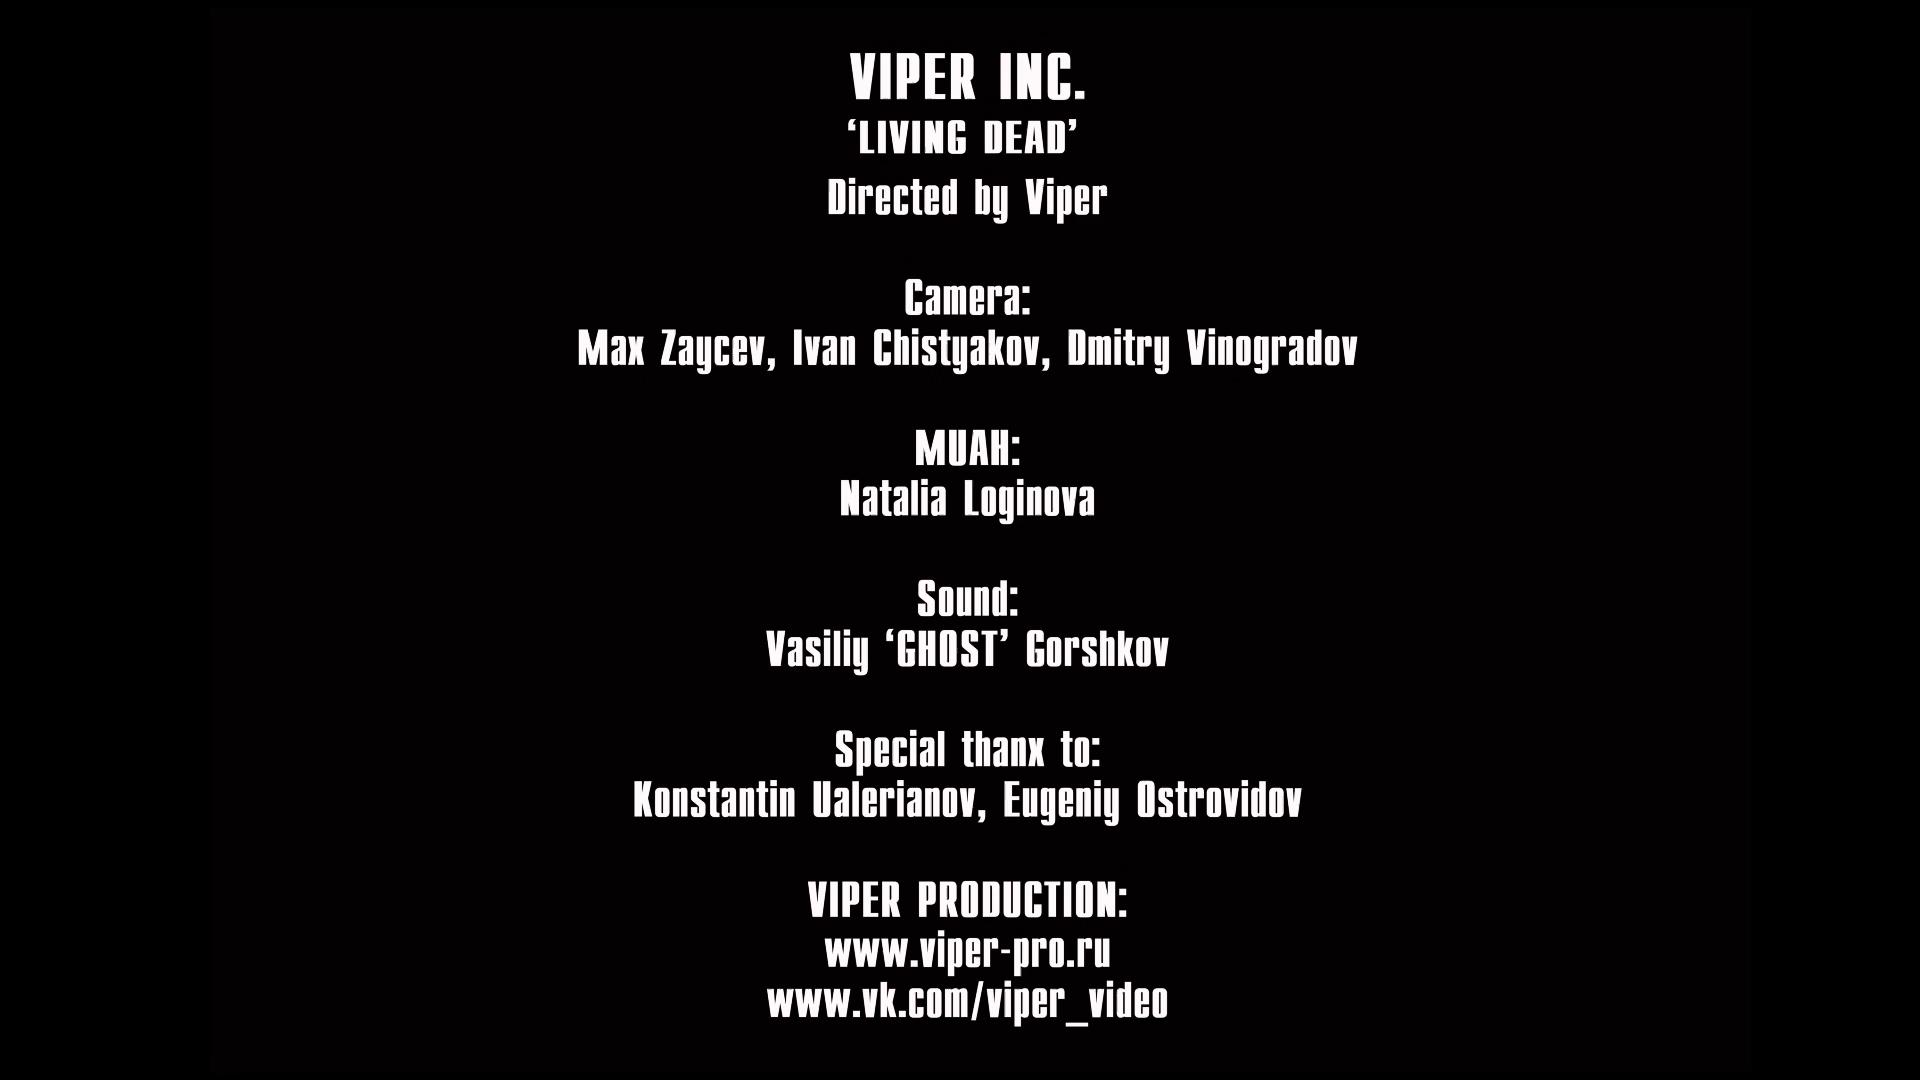 VIPER INC.
‘LIVING DEAD’
Directed by Viper
Camera:
Max Zaycev, Ivan Chistyakov, Dmitry Vinogradov
MUAH:
Natalia Loginova
Sound:
Vasiliy ‘GHOST’ Gorshkov
Special thanx to:
Konstantin Ualerianov, Eugeniy Ostrovidov
VIPER PRODUCTION:
www.viper-pro.ru
www.vk.com/viper_video